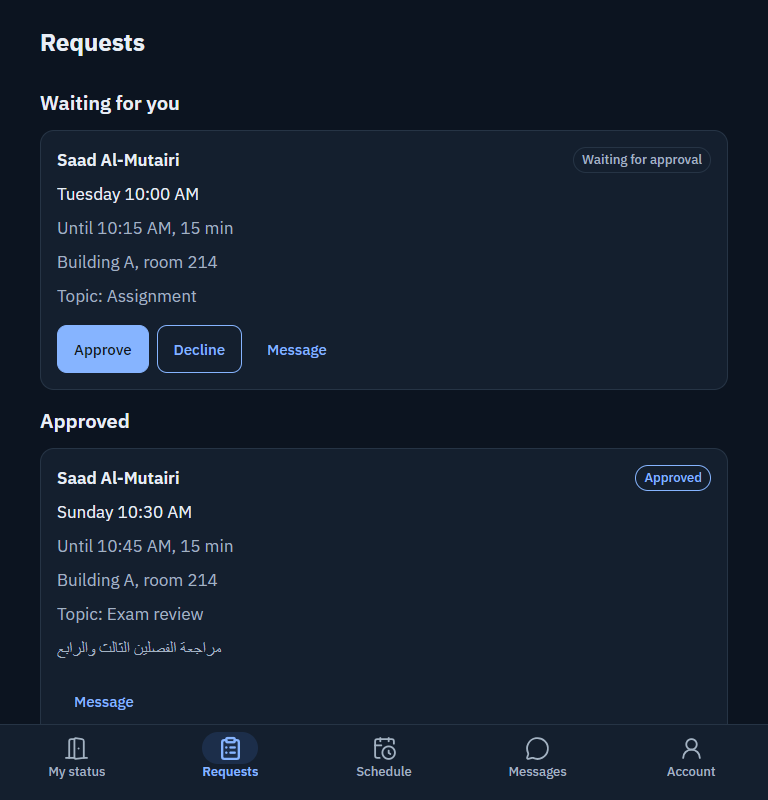 Requests
Waiting for you
Saad Al-Mutairi
Waiting for approval
Tuesday 10:00 AM
Until 10:15 AM, 15 min
Building A, room 214
Topic: Assignment
Approve
Decline
Message
Approved
Saad Al-Mutairi
Approved
Sunday 10:30 AM
Until 10:45 AM, 15 min
Building A, room 214
Topic: Exam review
مراجعة الفصلين الثالث والرابع
Message
My status
Requests
Schedule
Messages
Account